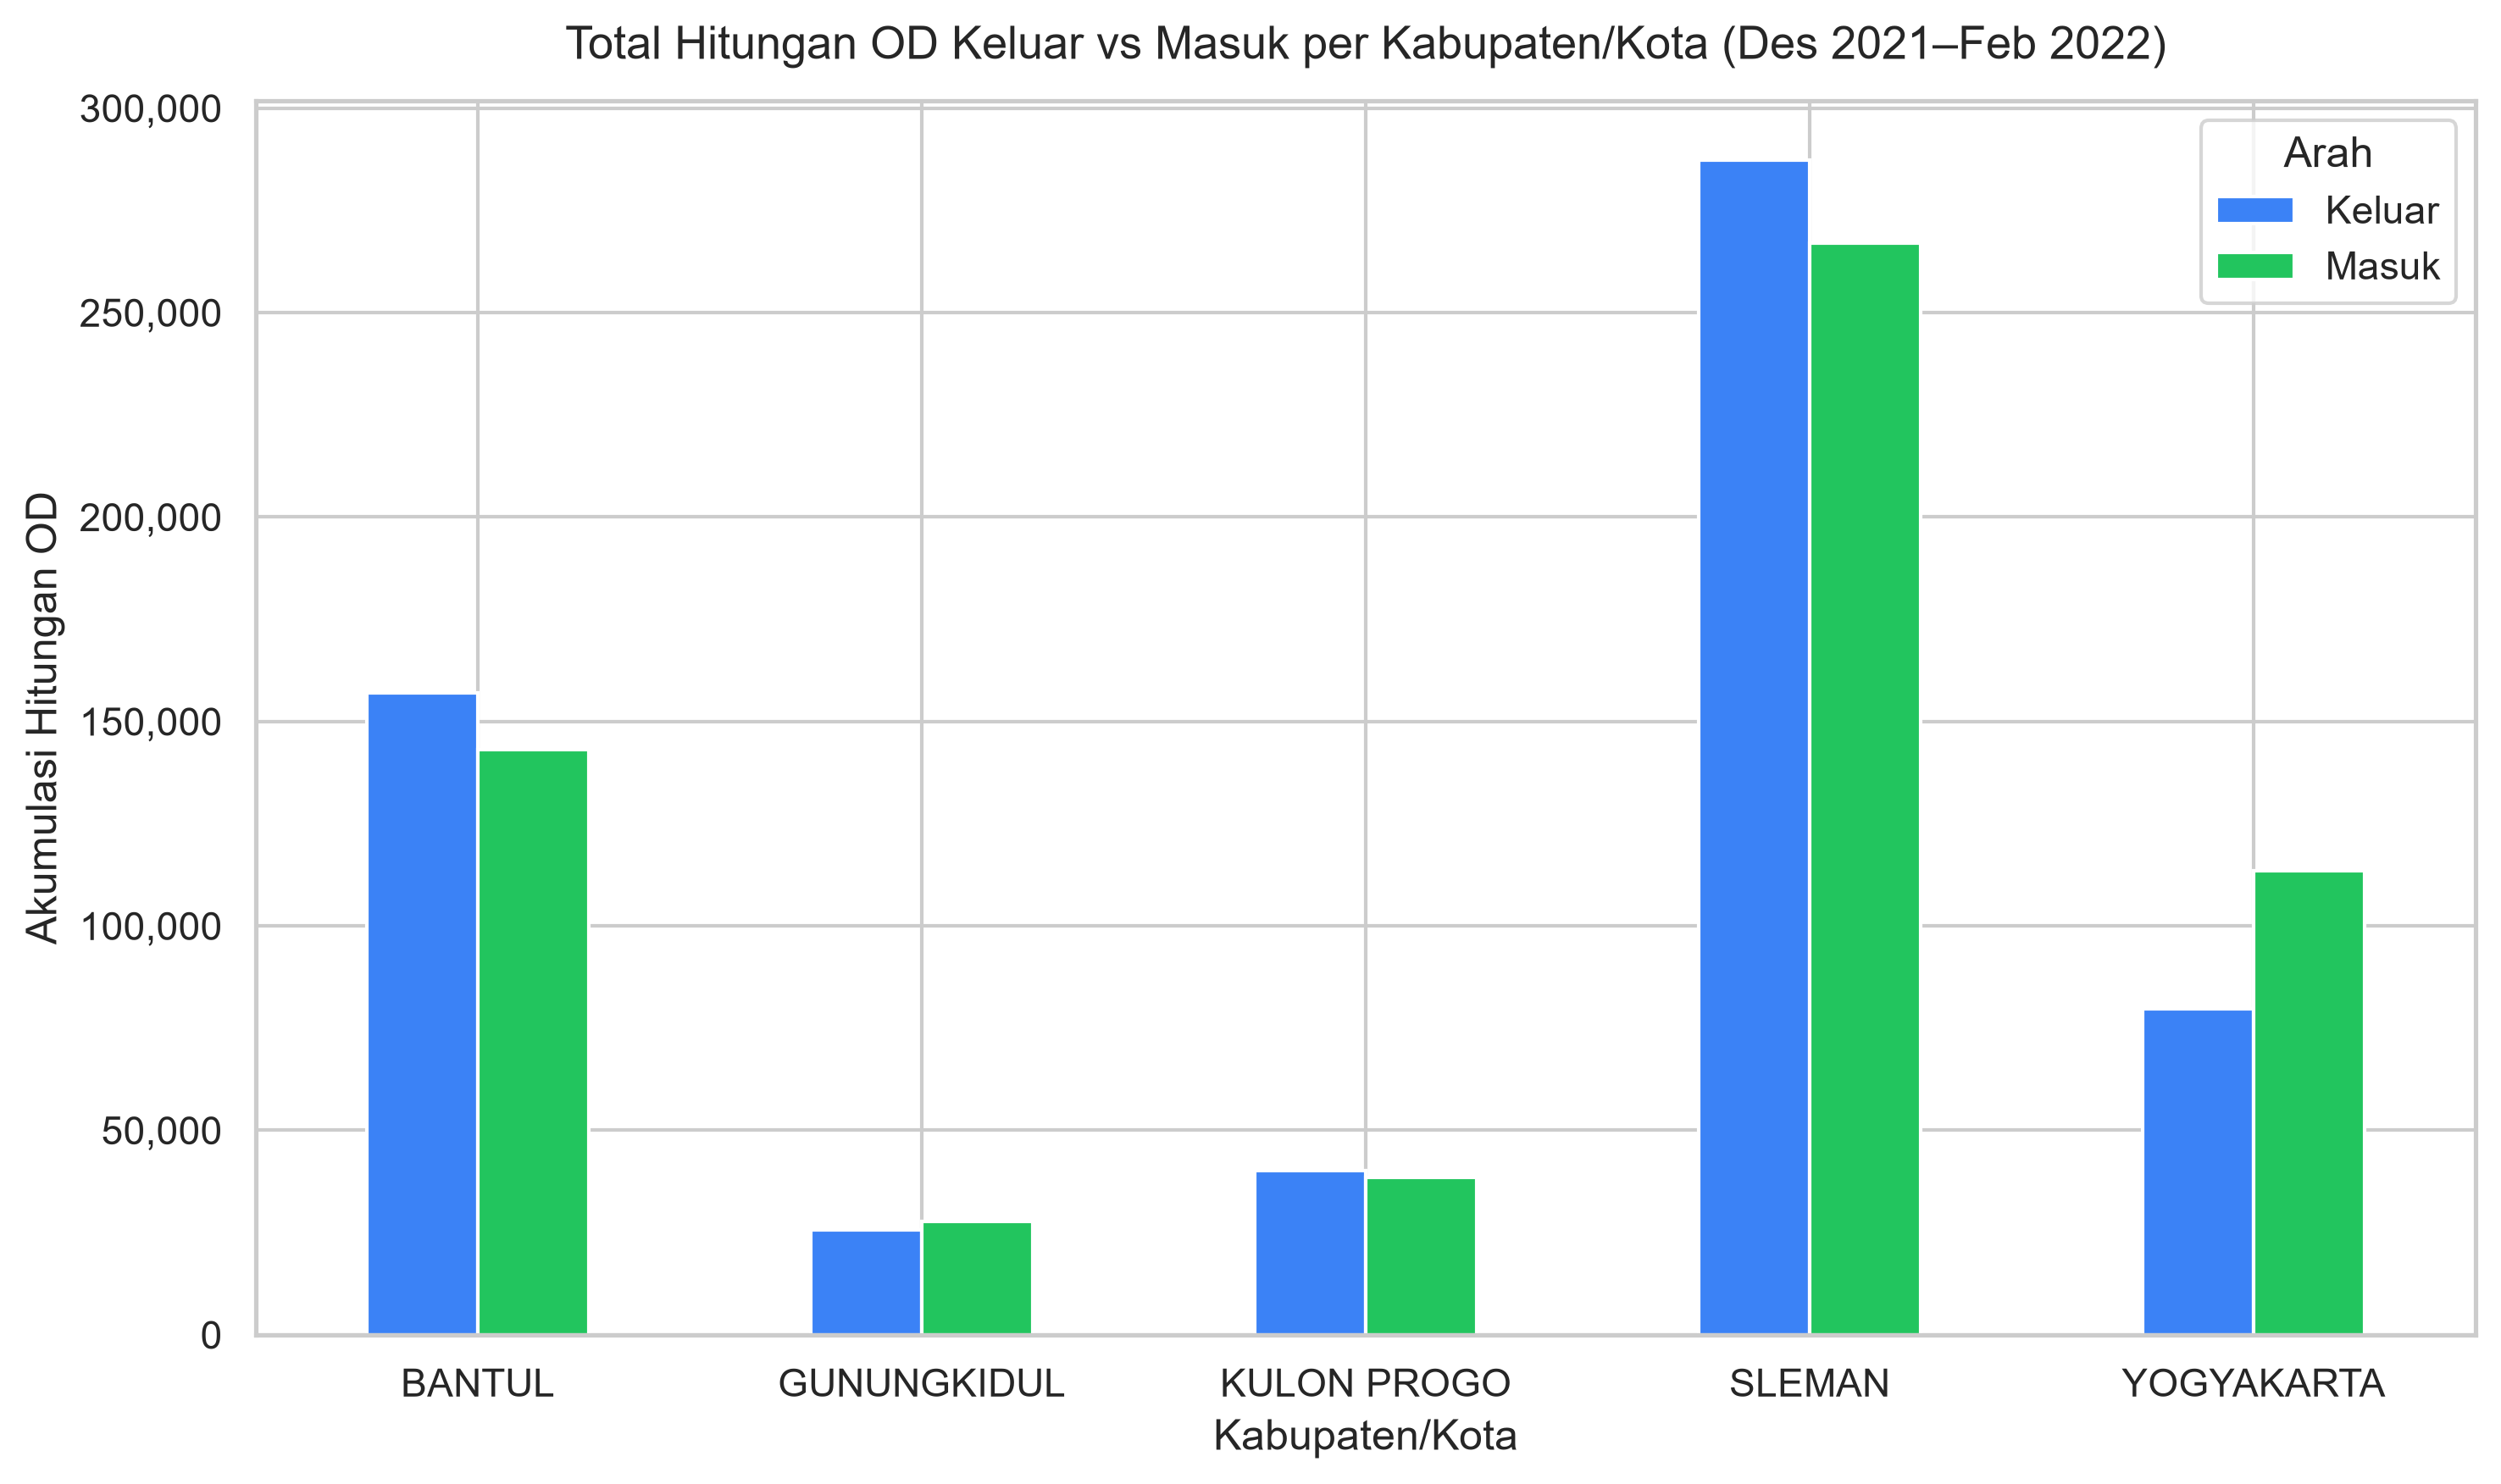 Total Hitungan OD Keluar vs Masuk per Kabupaten/Kota (Des 2021–Feb 2022)
300,000
250,000
200,000
150,000
100,000
50,000
0
Akumulasi Hitungan OD
Arah
Keluar
Masuk
BANTUL
GUNUNGKIDUL
KULON PROGO
SLEMAN
YOGYAKARTA
Kabupaten/Kota